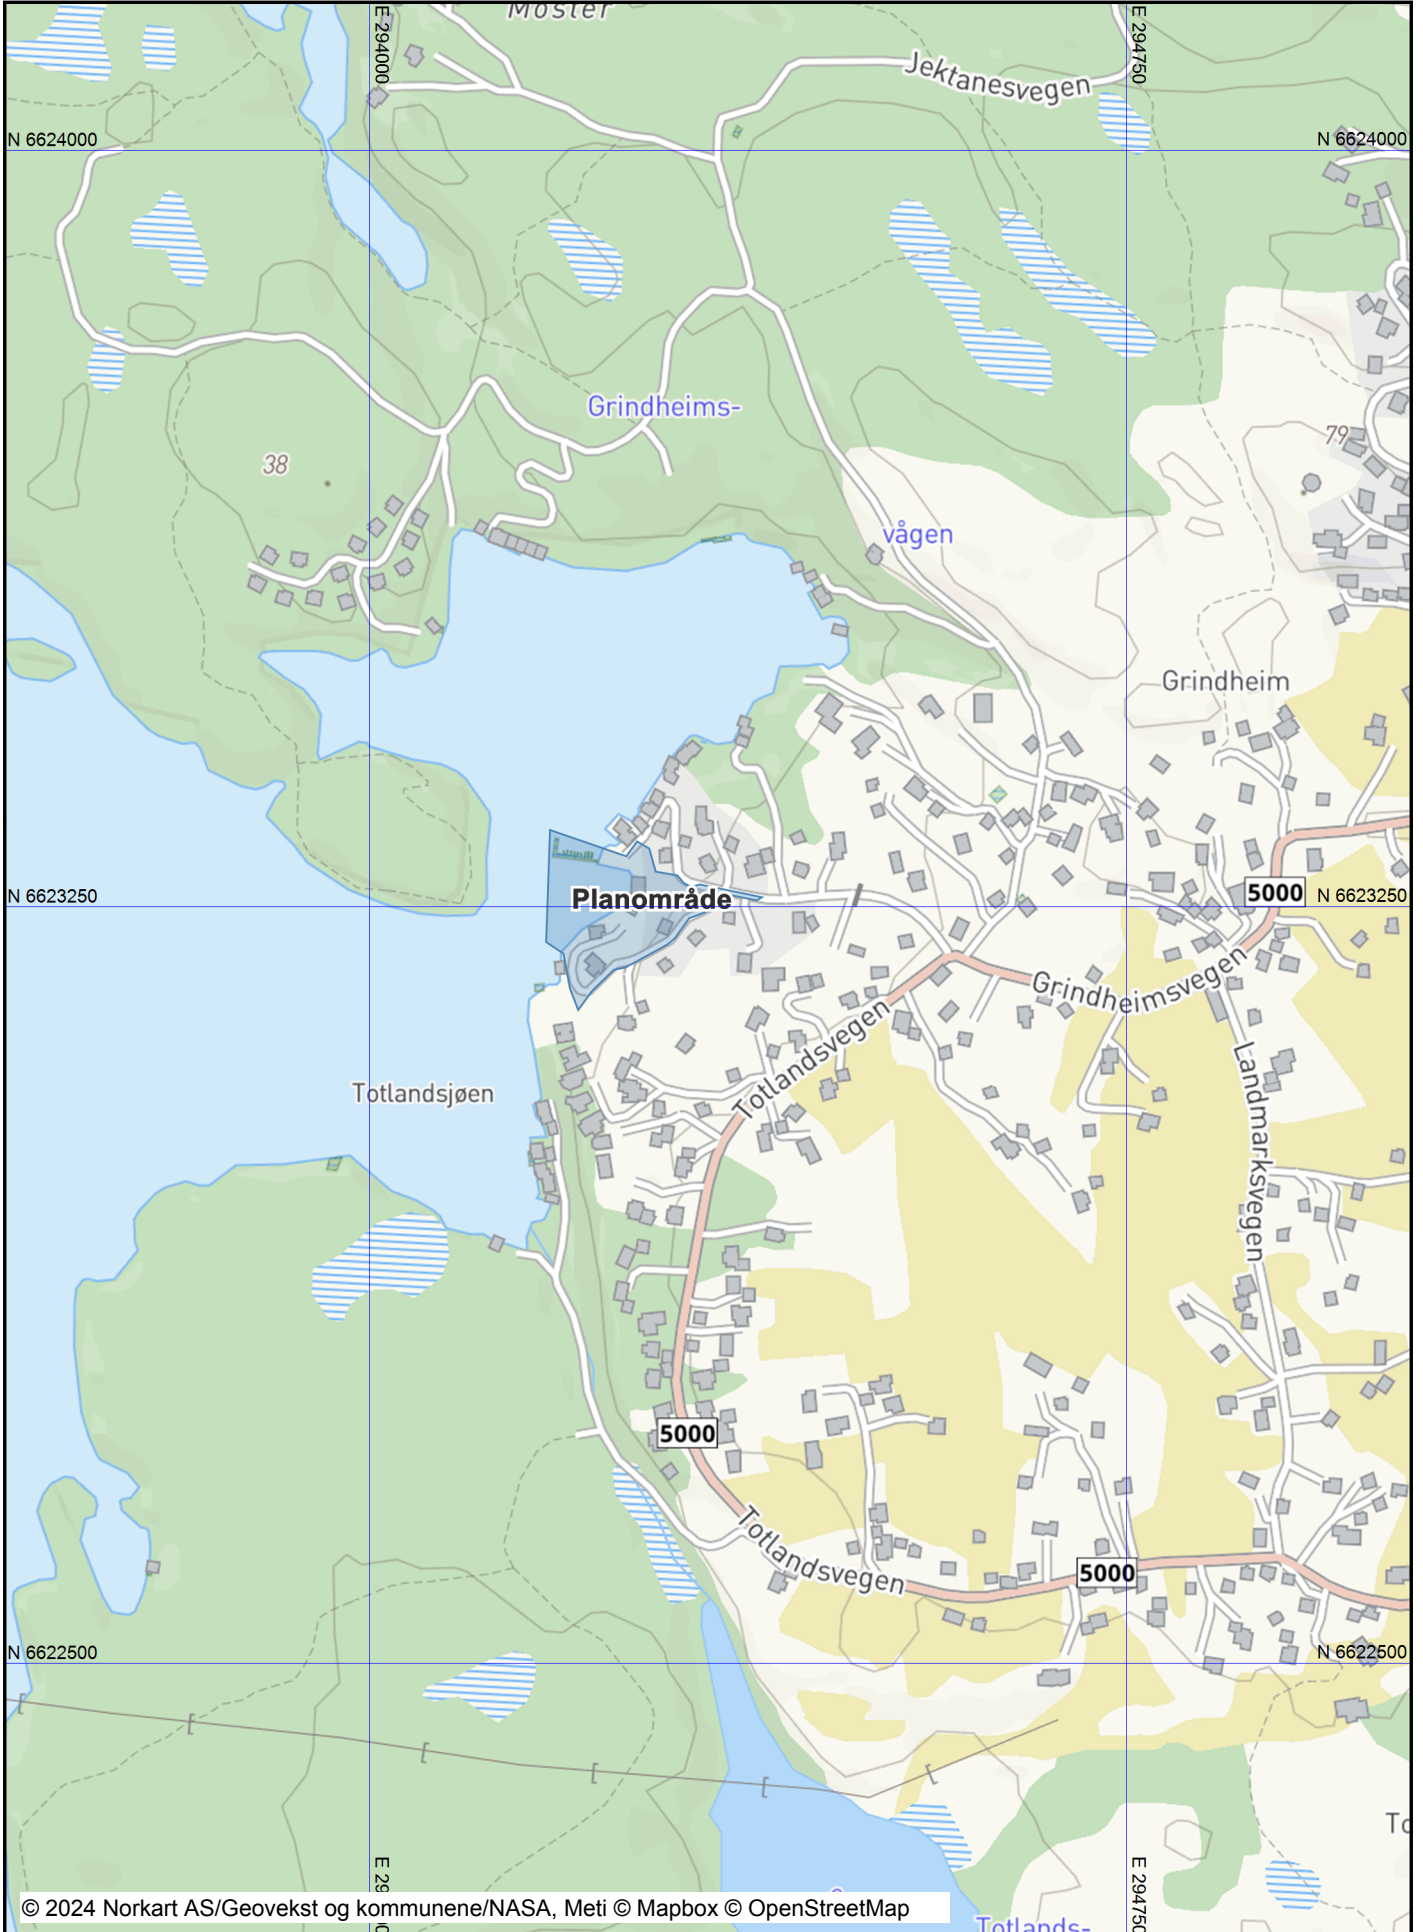 Moster
E 294000
E 294750
Jektanesvegen
N 6624000
N 6624000
Grindheims-
79
38
vågen
Grindheim
N 6623250
Planområde
5000
N 6623250
Grindheimsvegen
Totlandsvegen
Landmarksvegen
Totlandsjøen
5000
Totlandsvegen
5000
N 6622500
N 6622500
E 294750
© 2024 Norkart AS/Geovekst og kommunene/NASA, Meti © Mapbox © OpenStreetMap
Totlands-